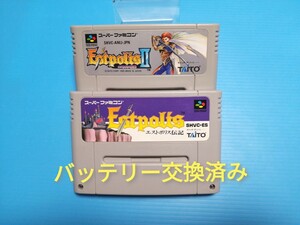 スーパーファミコン
SHVC-ANIJ-JPN
Estpolis II
TAITO
スーパーファミコン
Estpolis
SHVC-ES
エストポリス伝記
TAITO
バッテリー交換済み